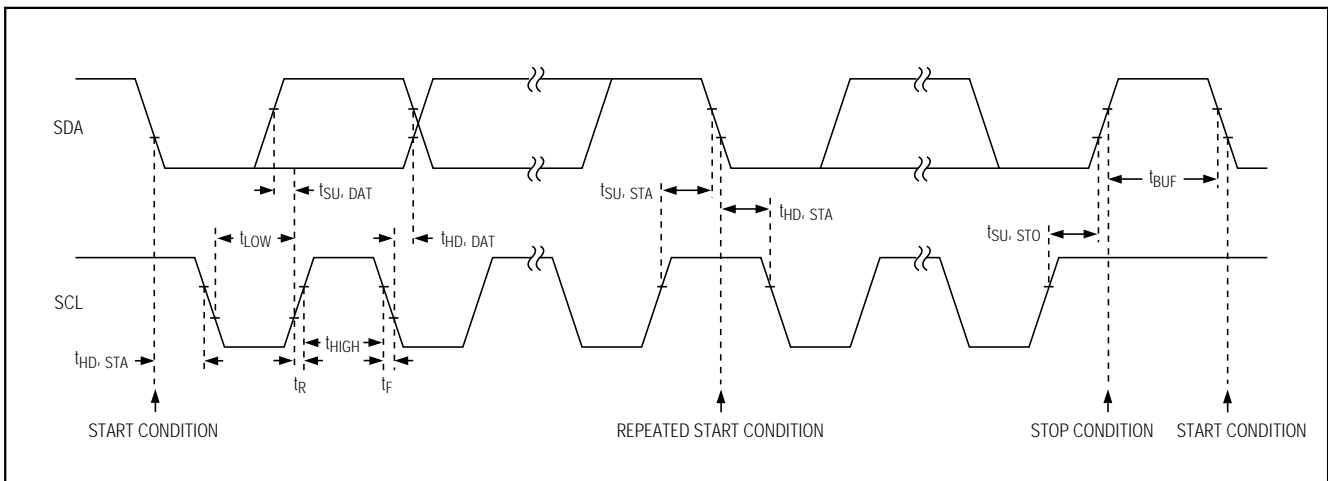 SDA
tSU, DAT
tSU, STA
tBUF
tHD, STA
tLOW
tHD, DAT
tSU, STO
SCL
tHIGH
tHD, STA
tR
tF
START CONDITION
REPEATED START CONDITION
STOP CONDITION
START CONDITION